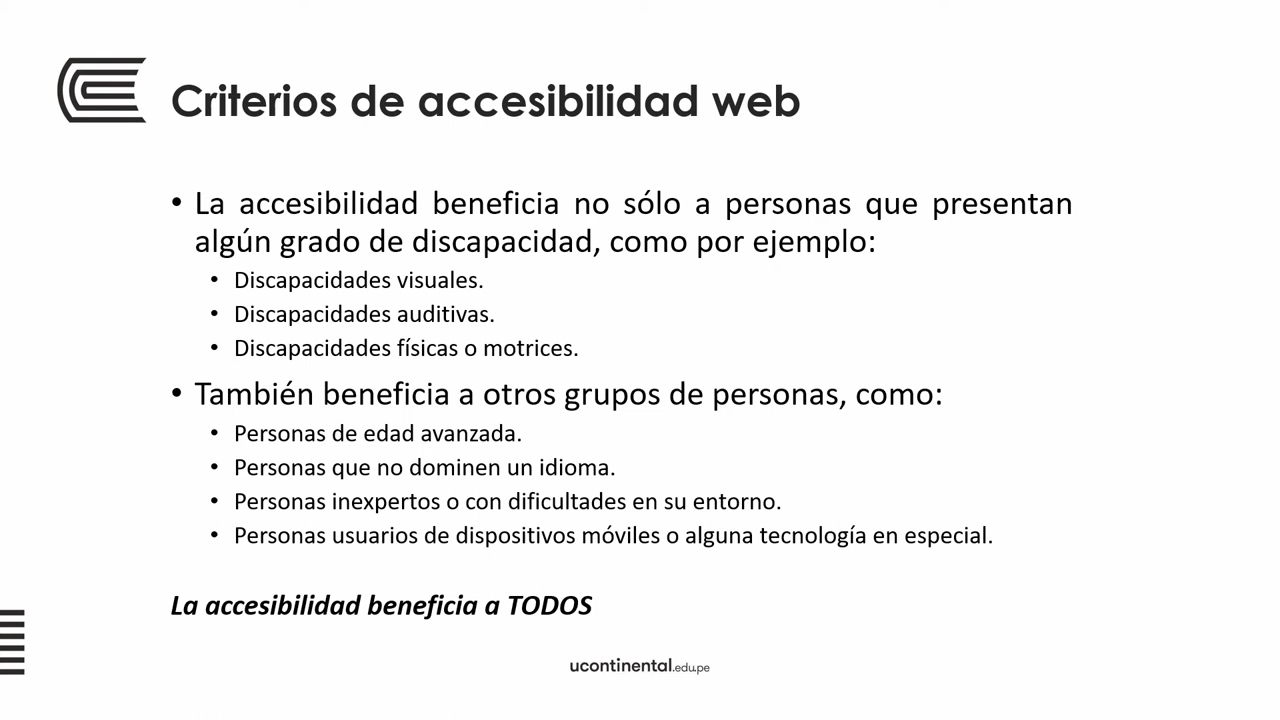 Criterios de accesibilidad web
• La accesibilidad beneficia no sólo a personas que presentan
algún grado de discapacidad, como por ejemplo:
• Discapacidades visuales.
• Discapacidades auditivas.
• Discapacidades físicas o motrices.
• También beneficia a otros grupos de personas, como:
• Personas de edad avanzada.
• Personas que no dominen un idioma.
• Personas inexpertos o con dificultades en su entorno.
• Personas usuarios de dispositivos móviles o alguna tecnología en especial.
La accesibilidad beneficia a TODOS
ucontinental.edu.pe